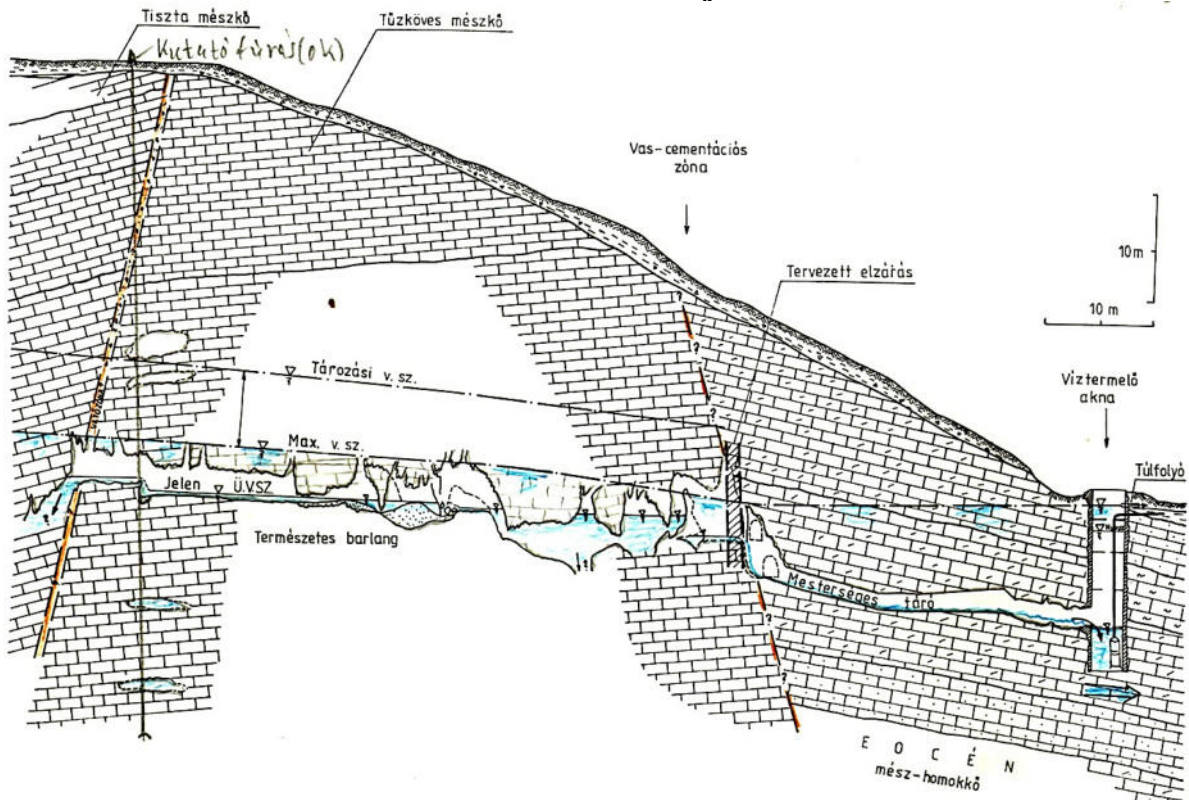 Tiszta mészkő
Tűzköves mészkő
Kutató fúrás(ok)
Vas-cementációs
zóna
Tervezett elzárás
10m
10 m
Víztermelő
akna
Túlfolyó
Tározási v. sz.
Max. v. sz.
Jelen Ü.V.SZ
Természetes barlang
Mesterséges táró
?
?
?
?
?
?
?
EOCÉN
mész-homokkő